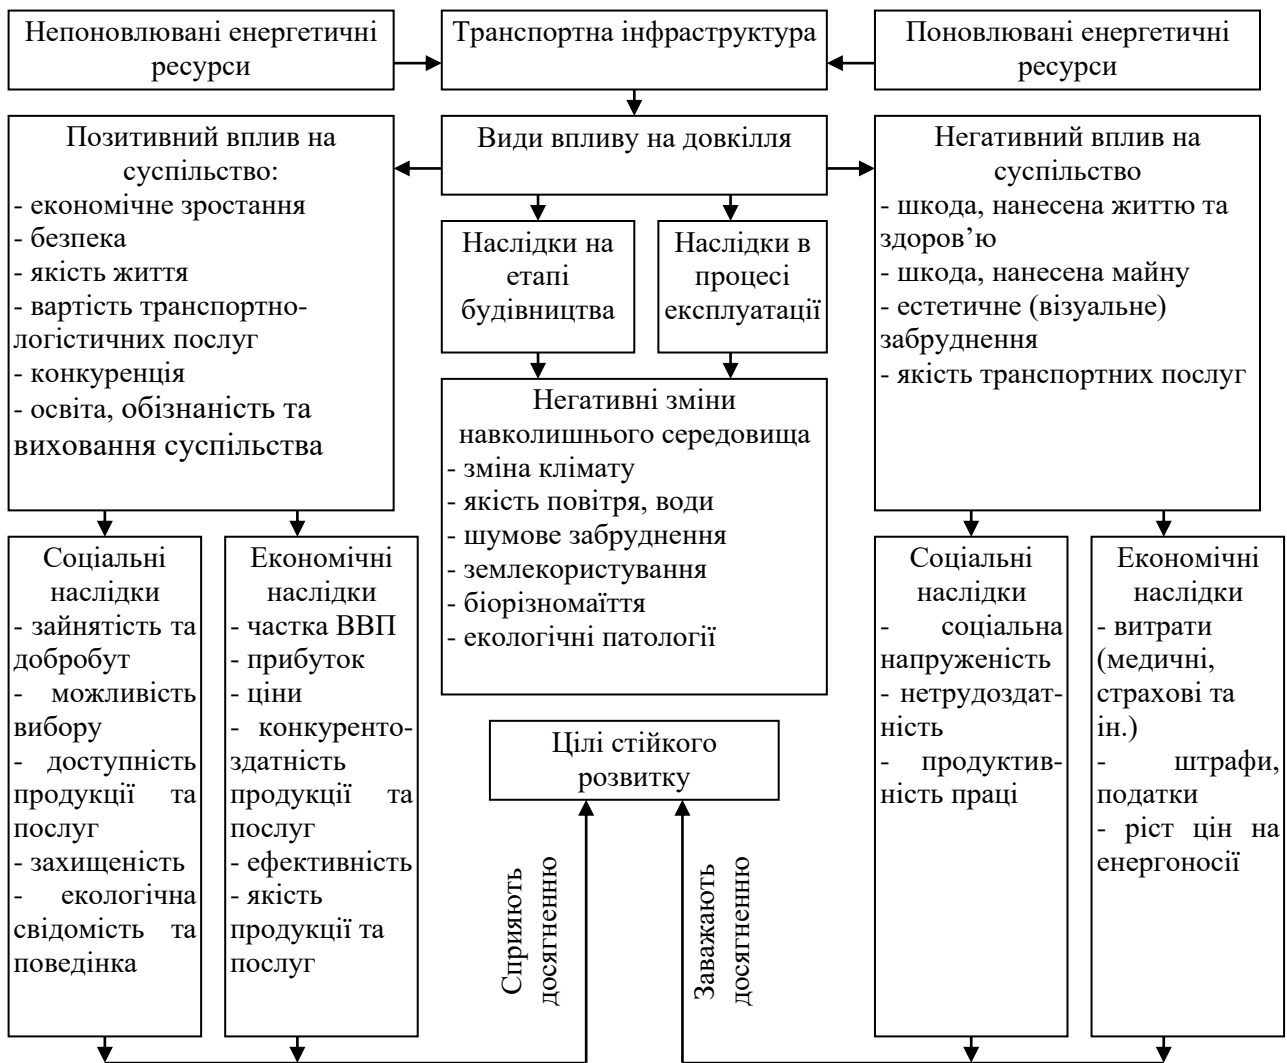 Непоновлювані енергетичні
ресурси
Транспортна інфраструктура
Поновлювані енергетичні
ресурси
Позитивний вплив на
суспільство:
- економічне зростання
- безпека
- якість життя
- вартість транспортно-
логістичних послуг
- конкуренція
- освіта, обізнаність та
виховання суспільства
Види впливу на довкілля
Негативний вплив на
суспільство
- шкода, нанесена життю та
здоров’ю
- шкода, нанесена майну
- естетичне (візуальне)
забруднення
- якість транспортних послуг
Наслідки на
етапі
будівництва
Наслідки в
процесі
експлуатації
Негативні зміни
навколишнього середовища
- зміна клімату
- якість повітря, води
- шумове забруднення
- землекористування
- біорізномаїття
- екологічні патології
Соціальні
наслідки
- зайнятість та
добробут
- можливість
вибору
- доступність
продукції та
послуг
- захищеність
- екологічна
свідомість та
поведінка
Економічні
наслідки
- частка ВВП
- прибуток
- ціни
- конкуренто-
здатність
продукції та
послуг
- ефективність
- якість
продукції та
послуг
Цілі стійкого
розвитку
Сприяють
досягненню
Заважають
досягненню
Соціальні
наслідки
- соціальна
напруженість
- нетрудоздат-
ність
- продуктив-
ність праці
Економічні
наслідки
- витрати
(медичні,
страхові та
ін.)
- штрафи,
податки
- ріст цін на
енергоносії